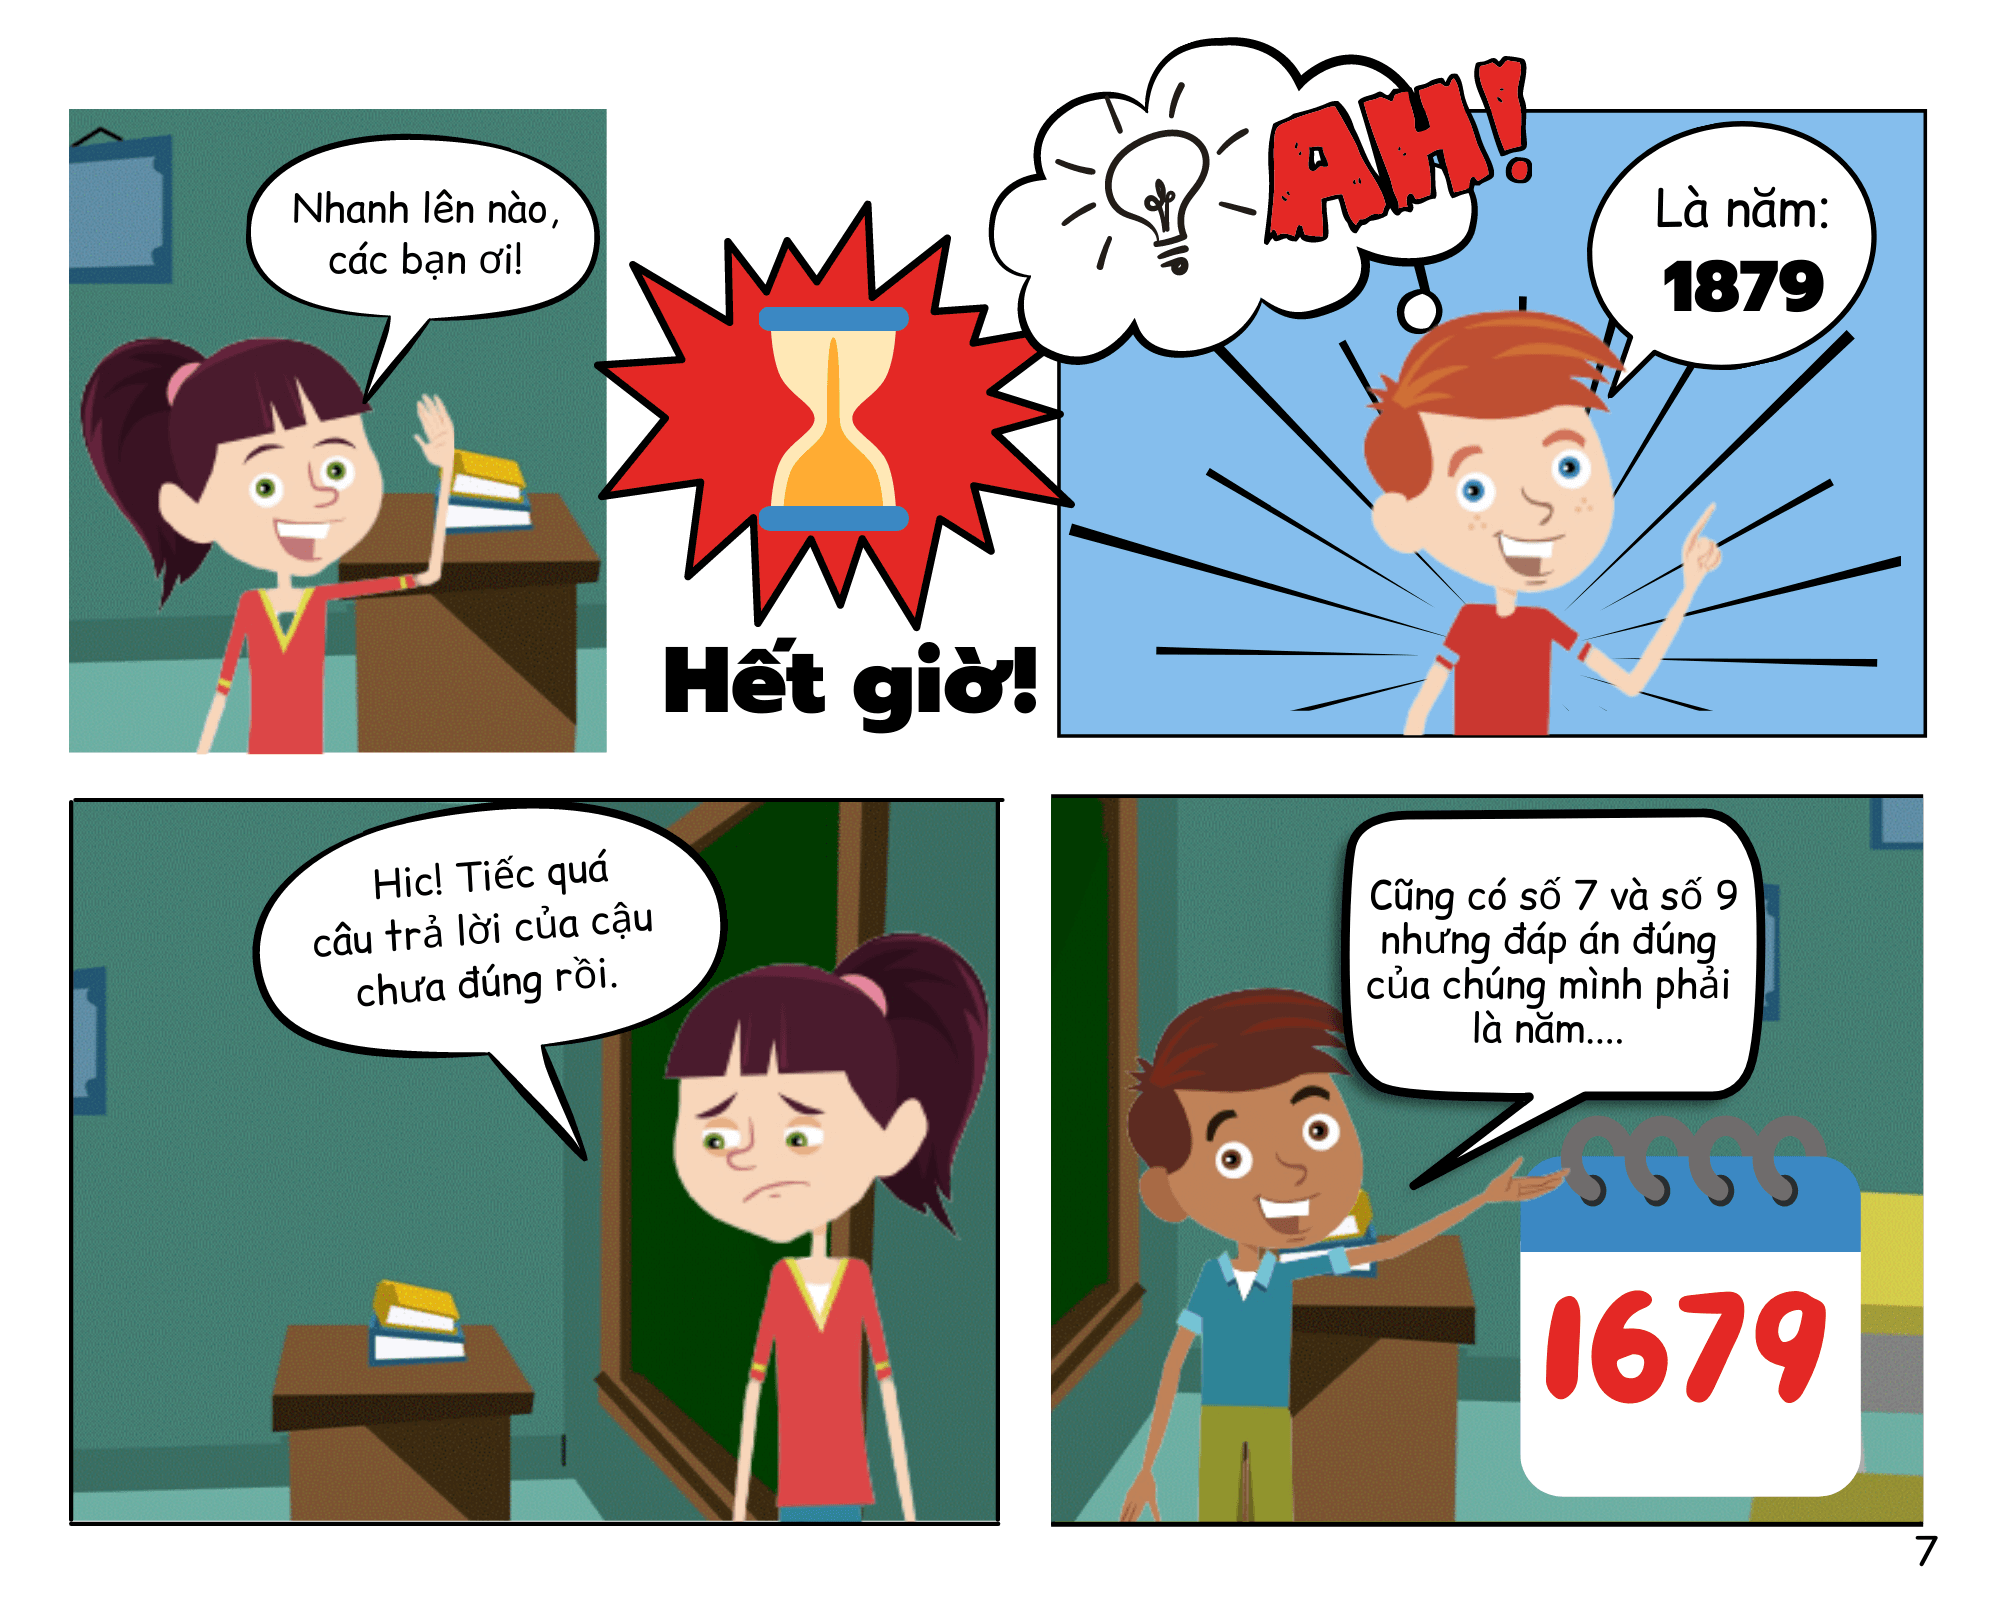 Nhanh lên nào,
các bạn ơi!
Hết giờ!
AH!
Là năm:
1879
Hic! Tiếc quá
câu trả lời của cậu
chưa đúng rồi.
Cũng có số 7 và số 9
nhưng đáp án đúng
của chúng mình phải
là năm....
1679
7